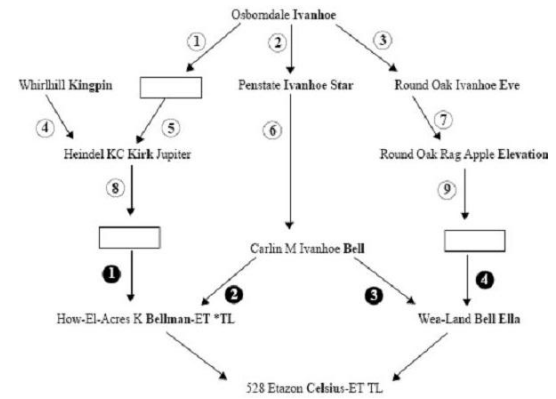 Osborndale Ivanhoe
1 2 3
Whirlhill Kingpin Penstate Ivanhoe Star Round Oak Ivanhoe Eve
4 5 6 7
Heindel KC Kirk Jupiter Round Oak Rag Apple Elevation
8 9
Carlin M Ivanhoe Bell
1 2 3 4
How-El-Acres K Bellman-ET *TL Wea-Land Bell Ella
528 Etazon Celsius-ET TL